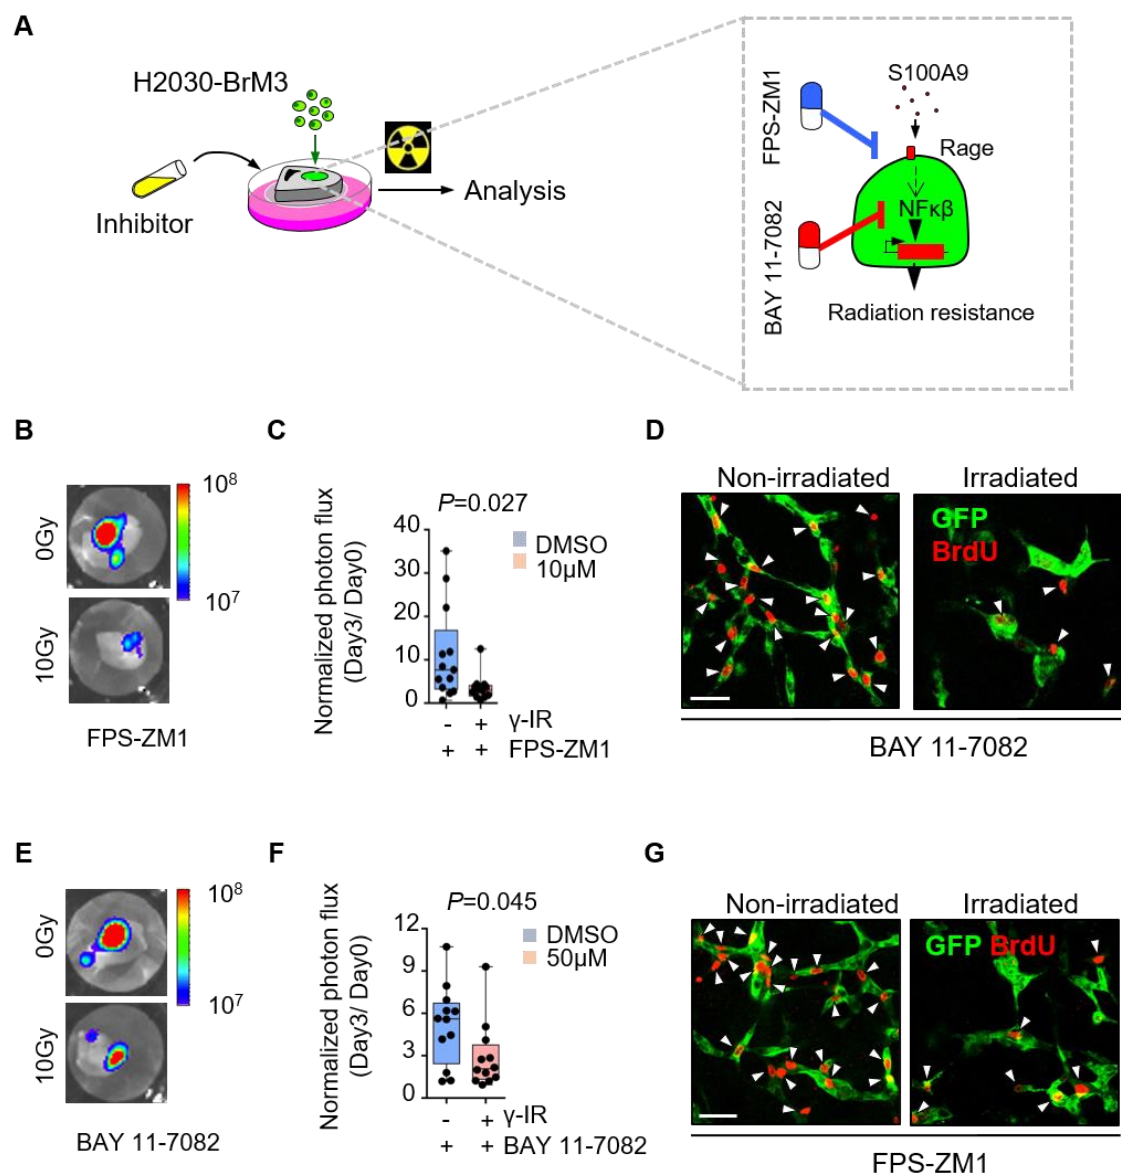 A
H2030-BrM3
Inhibitor
Analysis
FPS-ZM1
S100A9
Rage
NFκβ
BAY 11-7082
Radiation resistance
B
0Gy
10Gy
10⁸
10⁷
FPS-ZM1
C
P=0.027
Normalized photon flux
(Day3/ Day0)
40
30
20
10
0
DMSO
10µM
- + γ-IR
+ + FPS-ZM1
D
Non-irradiated Irradiated
GFP
BrdU
BAY 11-7082
E
0Gy
10Gy
10⁸
10⁷
BAY 11-7082
F
P=0.045
Normalized photon flux
(Day3/ Day0)
12
9
6
3
0
DMSO
50µM
- + γ-IR
+ + BAY 11-7082
G
Non-irradiated Irradiated
GFP BrdU
FPS-ZM1